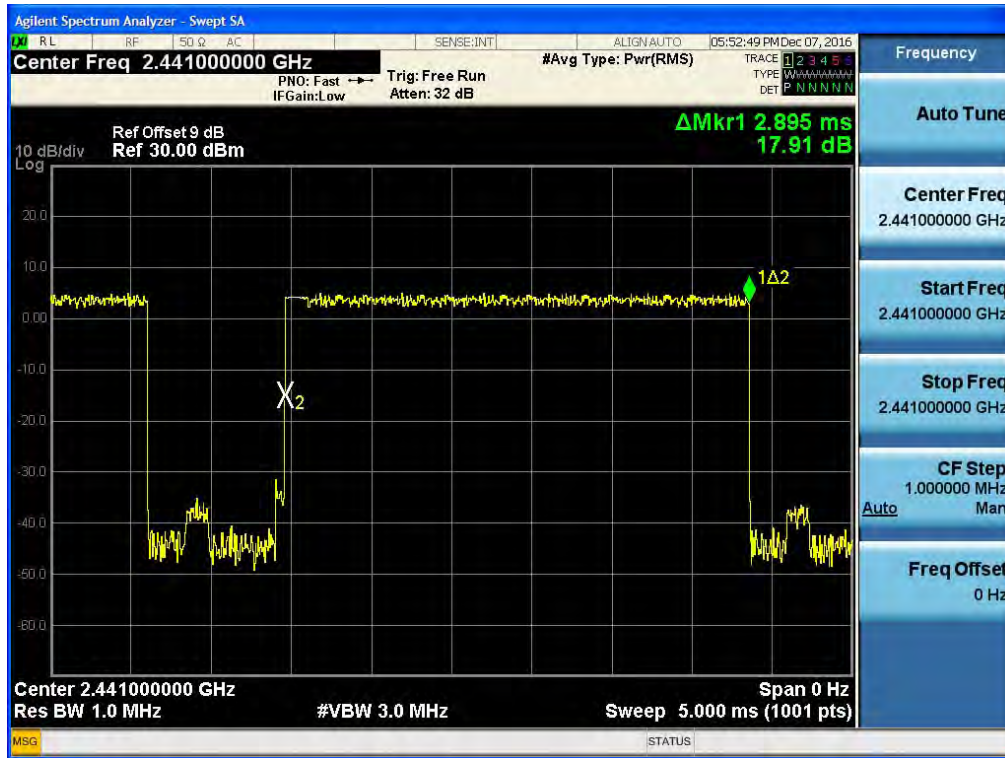 Agilent Spectrum Analyzer - Swept SA
LXI RL RF 50 Ω AC SENSE:INT ALIGN AUTO 05:52:49 PM Dec 07, 2016
Center Freq 2.441000000 GHz
#Avg Type: Pwr(RMS)
TRACE 1 2 3 4 5 6
TYPE
DET P N N N N N
PNO: Fast
IFGain:Low
Trig: Free Run
Atten: 32 dB
Ref Offset 9 dB
10 dB/div Ref 30.00 dBm
Log
ΔMkr1 2.895 ms
17.91 dB
20.0
10.0
0.00
-10.0
-20.0
-30.0
-40.0
-50.0
-60.0
1Δ2
X2
Center 2.441000000 GHz
Span 0 Hz
Res BW 1.0 MHz
#VBW 3.0 MHz
Sweep 5.000 ms (1001 pts)
MSG
STATUS
Frequency
Auto Tune
Center Freq
2.441000000 GHz
Start Freq
2.441000000 GHz
Stop Freq
2.441000000 GHz
CF Step
1.000000 MHz
Auto Man
Freq Offset
0 Hz